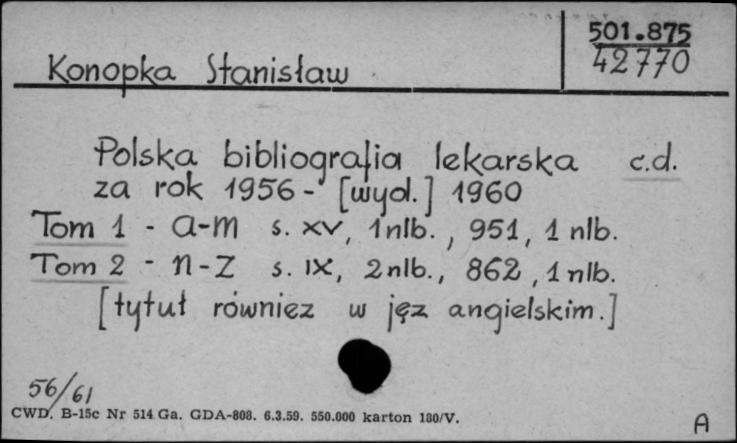 501.875
42770
Konopka Stanisław
Polska bibliografia lekarska c.d.
za rok 1956 - [wyd.] 1960
Tom 1 - a-m s. XV, 1 nlb., 951, 1 nlb.
Tom 2 - n-z s. IX, 2 nlb., 862, 1 nlb.
[tytuł równiez w jęz angielskim.]
56/61
CWD. B-15c Nr 514 Ga. GDA-808. 6.3.59. 550.000 karton 180/V.
A